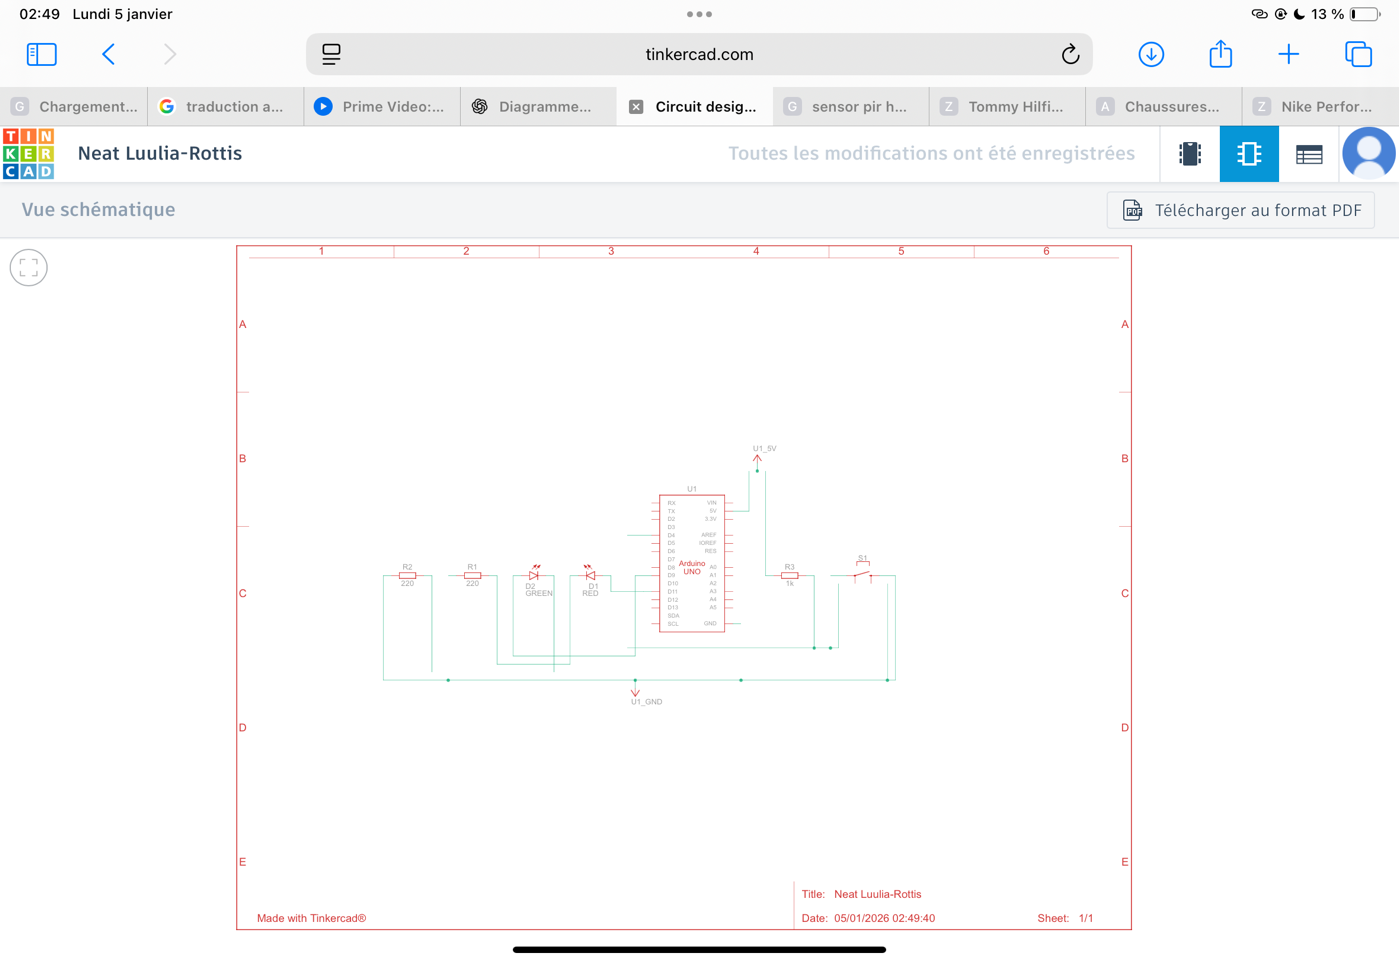 02:49 Lundi 5 janvier
13 %
tinkercad.com
G Chargement...
traduction a...
Prime Video:...
Diagramme...
Circuit desig...
G sensor pir h...
Z Tommy Hilfi...
A Chaussures...
Z Nike Perfor...
TIN
KER
CAD
Neat Luulia-Rottis
Toutes les modifications ont été enregistrées
Vue schématique
PDF Télécharger au format PDF
1 2 3 4 5 6
A A
B B
C C
D D
E E
U1_5V
U1
RX VIN
TX 5V
D2 3.3V
D3
D4 AREF
D5 IOREF
D6 RES
D7
D8 A0
D9 A1
D10 A2
D11 A3
D12 A4
D13 A5
SDA
SCL GND
Arduino
UNO
R2
220
R1
220
D2
GREEN
D1
RED
R3
1k
S1
U1_GND
Title: Neat Luulia-Rottis
Made with Tinkercad®
Date: 05/01/2026 02:49:40
Sheet: 1/1